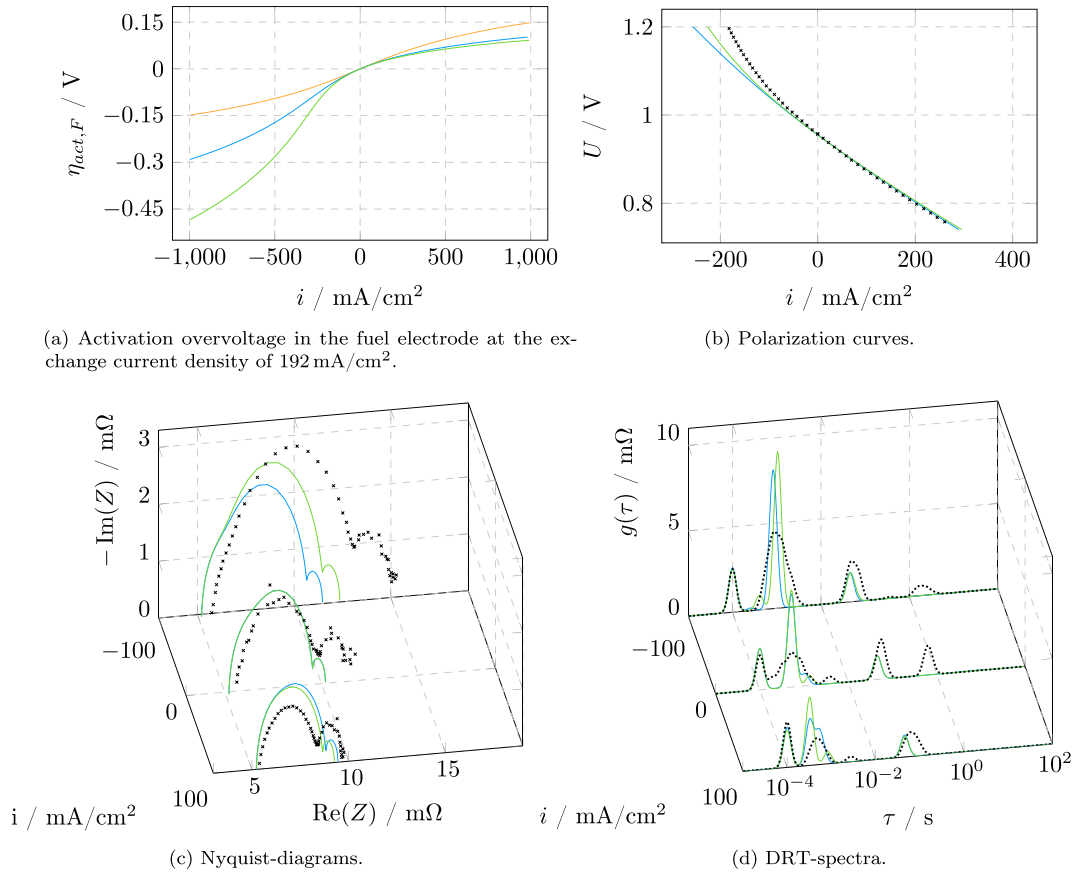 0.15
0
−0.15
−0.3
−0.45
η_act,F / V
−1,000
−500
0
500
1,000
i / mA/cm²
(a) Activation overvoltage in the fuel electrode at the ex-
change current density of 192 mA/cm².
1.2
1
0.8
U / V
−200
0
200
400
i / mA/cm²
(b) Polarization curves.
3
2
1
0
−Im(Z) / mΩ
−100
0
100
i / mA/cm²
5
10
15
Re(Z) / mΩ
(c) Nyquist-diagrams.
10
5
0
g(τ) / mΩ
−100
0
100
i / mA/cm²
10⁻⁴
10⁻²
10⁰
10²
τ / s
(d) DRT-spectra.